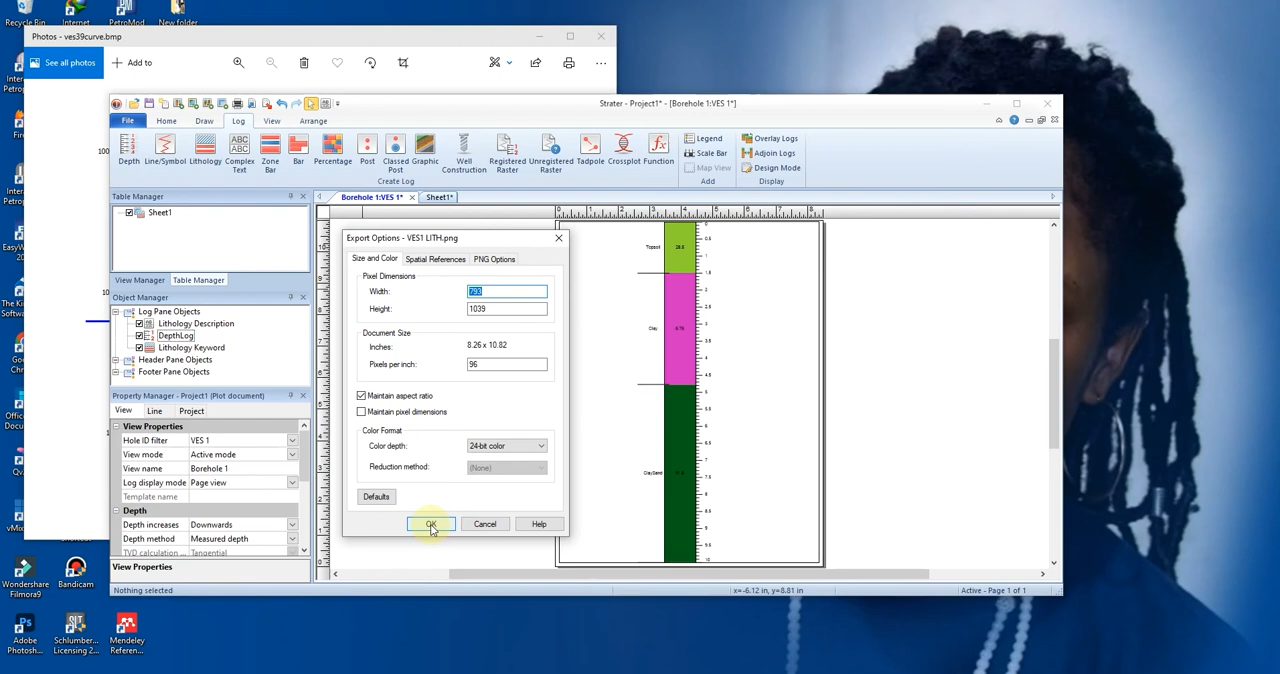 Recycle Bin
Internet
PetroMod
New folder
Photos - ves39curve.bmp
See all photos
Add to
Strater - Project1* - [Borehole 1:VES 1*]
File
Home
Draw
Log
View
Arrange
Depth
Line/Symbol
Lithology
Complex Text
Zone Bar
Bar
Percentage
Post
Classed Post
Graphic
Well Construction
Registered Raster
Unregistered Raster
Tadpole
Crossplot
Function
Create Log
Legend
Scale Bar
Map View
Add
Overlay Logs
Adjoin Logs
Design Mode
Display
Table Manager
Sheet1
View Manager
Table Manager
Object Manager
Log Pane Objects
Lithology Description
DepthLog
Lithology Keyword
Header Pane Objects
Footer Pane Objects
Property Manager - Project1 (Plot document)
View
Line
Project
View Properties
Hole ID filter
VES 1
View mode
Active mode
View name
Borehole 1
Log display mode
Page view
Template name
Depth
Depth increases
Downwards
Depth method
Measured depth
TVD calculation ...
Tangential
View Properties
Nothing selected
x=-6.12 in, y=8.81 in
Active - Page 1 of 1
Borehole 1:VES 1*
Sheet1*
Export Options - VES1 LITH.png
Size and Color
Spatial References
PNG Options
Pixel Dimensions
Width:
793
Height:
1039
Document Size
Inches:
8.26 x 10.82
Pixels per inch:
96
Maintain aspect ratio
Maintain pixel dimensions
Color Format
Color depth:
24-bit color
Reduction method:
(None)
Defaults
OK
Cancel
Help
Topsoil
Clay
ClayeSand
Wondershare Filmora9
Bandicam
Adobe Photosh...
Schlumber... Licensing 2...
Mendeley Referen...